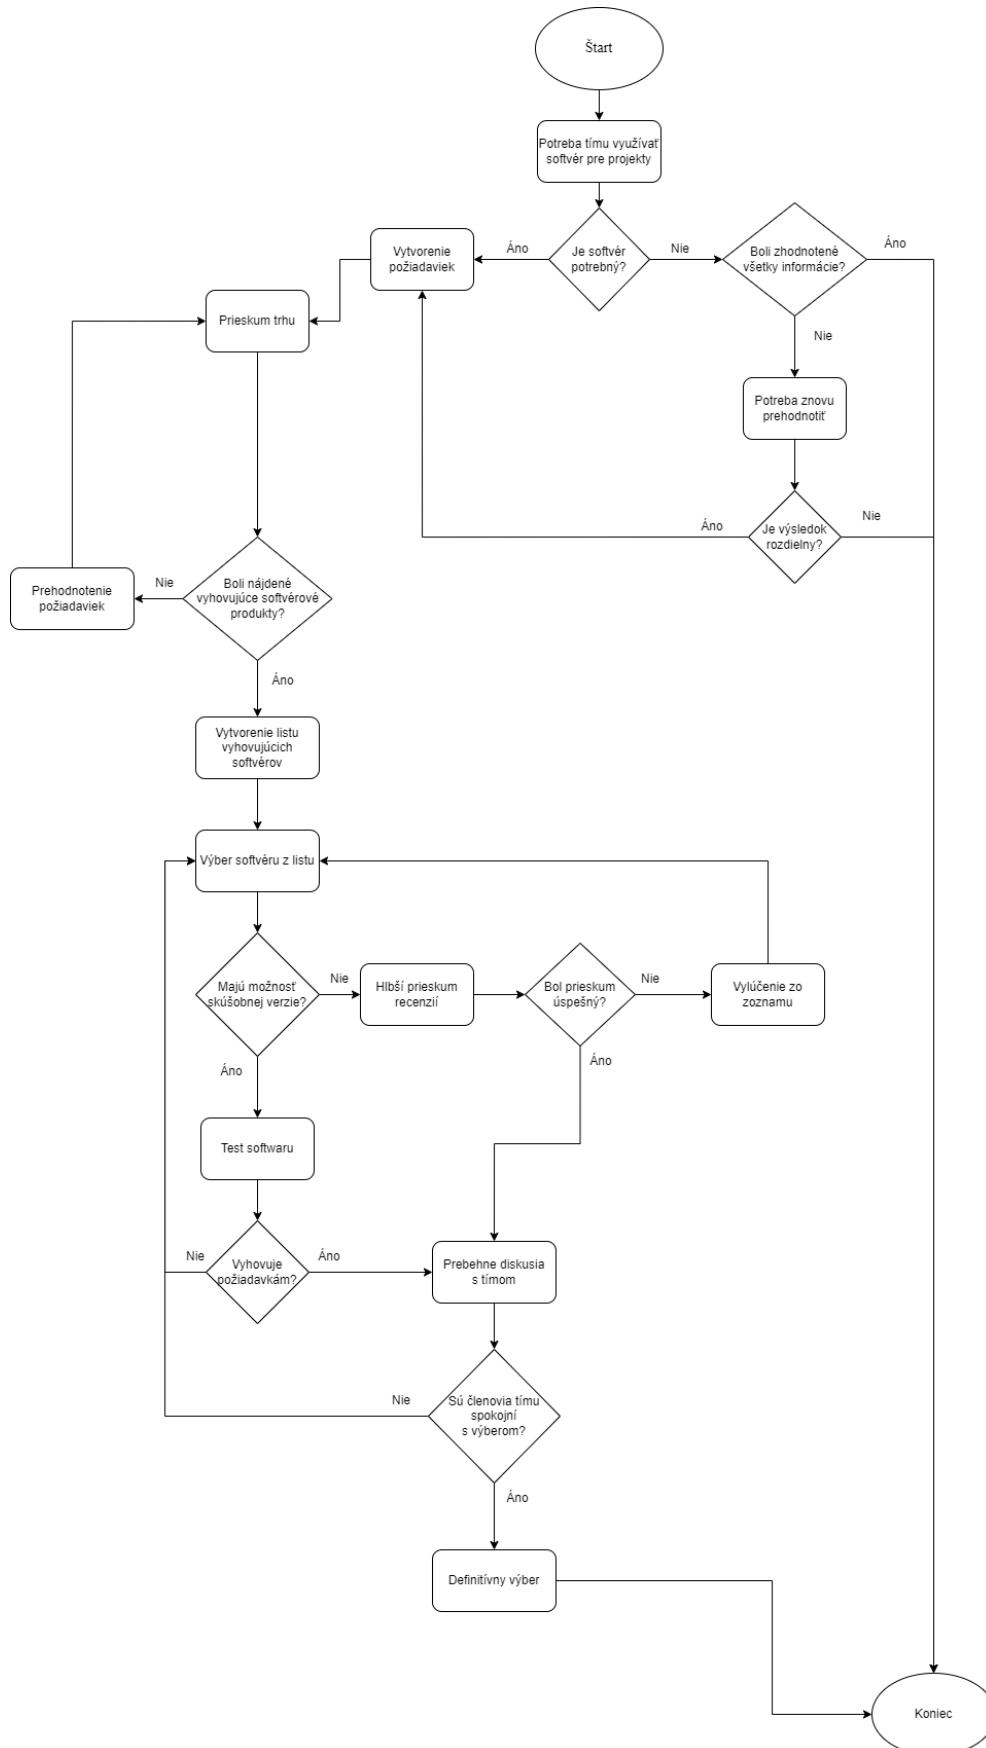 Štart
Potreba tímu využívať
softvér pre projekty
Je softvér
potrebný?
Áno
Nie
Boli zhodnotené
všetky informácie?
Áno
Nie
Vytvorenie
požiadaviek
Prieskum trhu
Potreba znovu
prehodnotiť
Je výsledok
rozdielny?
Áno
Nie
Boli nájdené
vyhovujúce softvérové
produkty?
Nie
Prehodnotenie
požiadaviek
Áno
Vytvorenie listu
vyhovujúcich
softvérov
Výber softvéru z listu
Majú možnosť
skúšobnej verzie?
Nie
Hlbší prieskum
recenzií
Bol prieskum
úspešný?
Nie
Vylúčenie zo
zoznamu
Áno
Áno
Test softwaru
Vyhovuje
požiadavkám?
Nie
Áno
Prebehne diskusia
s tímom
Sú členovia tímu
spokojní
s výberom?
Nie
Áno
Definitívny výber
Koniec